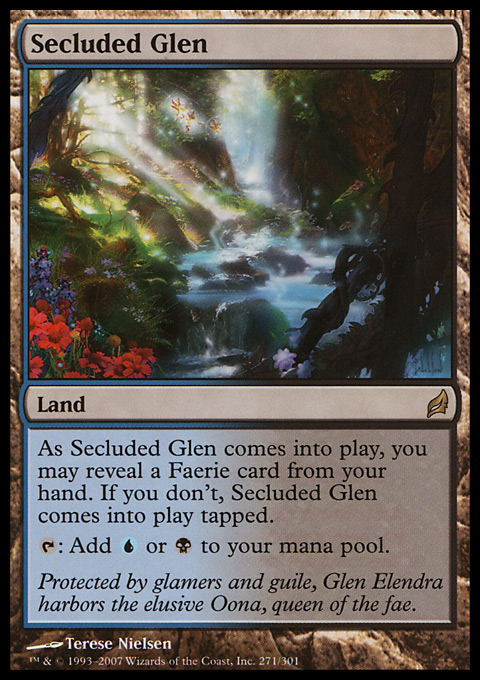 Secluded Glen
Land
As Secluded Glen comes into play, you
may reveal a Faerie card from your
hand. If you don't, Secluded Glen
comes into play tapped.
: Add or to your mana pool.
Protected by glamers and guile, Glen Elendra
harbors the elusive Oona, queen of the fae.
Terese Nielsen
™ & © 1993–2007 Wizards of the Coast, Inc. 271/301